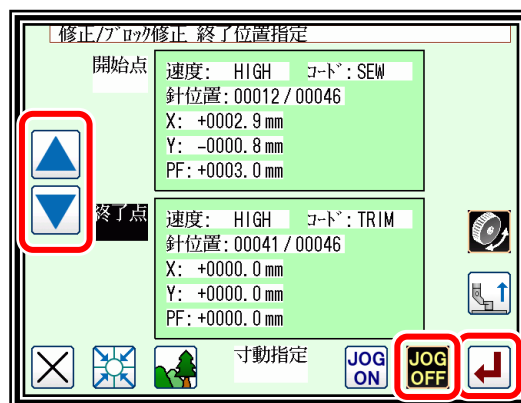 修正/ブロック修正 終了位置指定
開始点
速度: HIGH コード: SEW
針位置: 00012/00046
X: +0002.9mm
Y: -0000.8mm
PF: +0003.0mm
終了点
速度: HIGH コード: TRIM
針位置: 00041/00046
X: +0000.0mm
Y: +0000.0mm
PF: +0000.0mm
寸動指定
JOG ON
JOG OFF